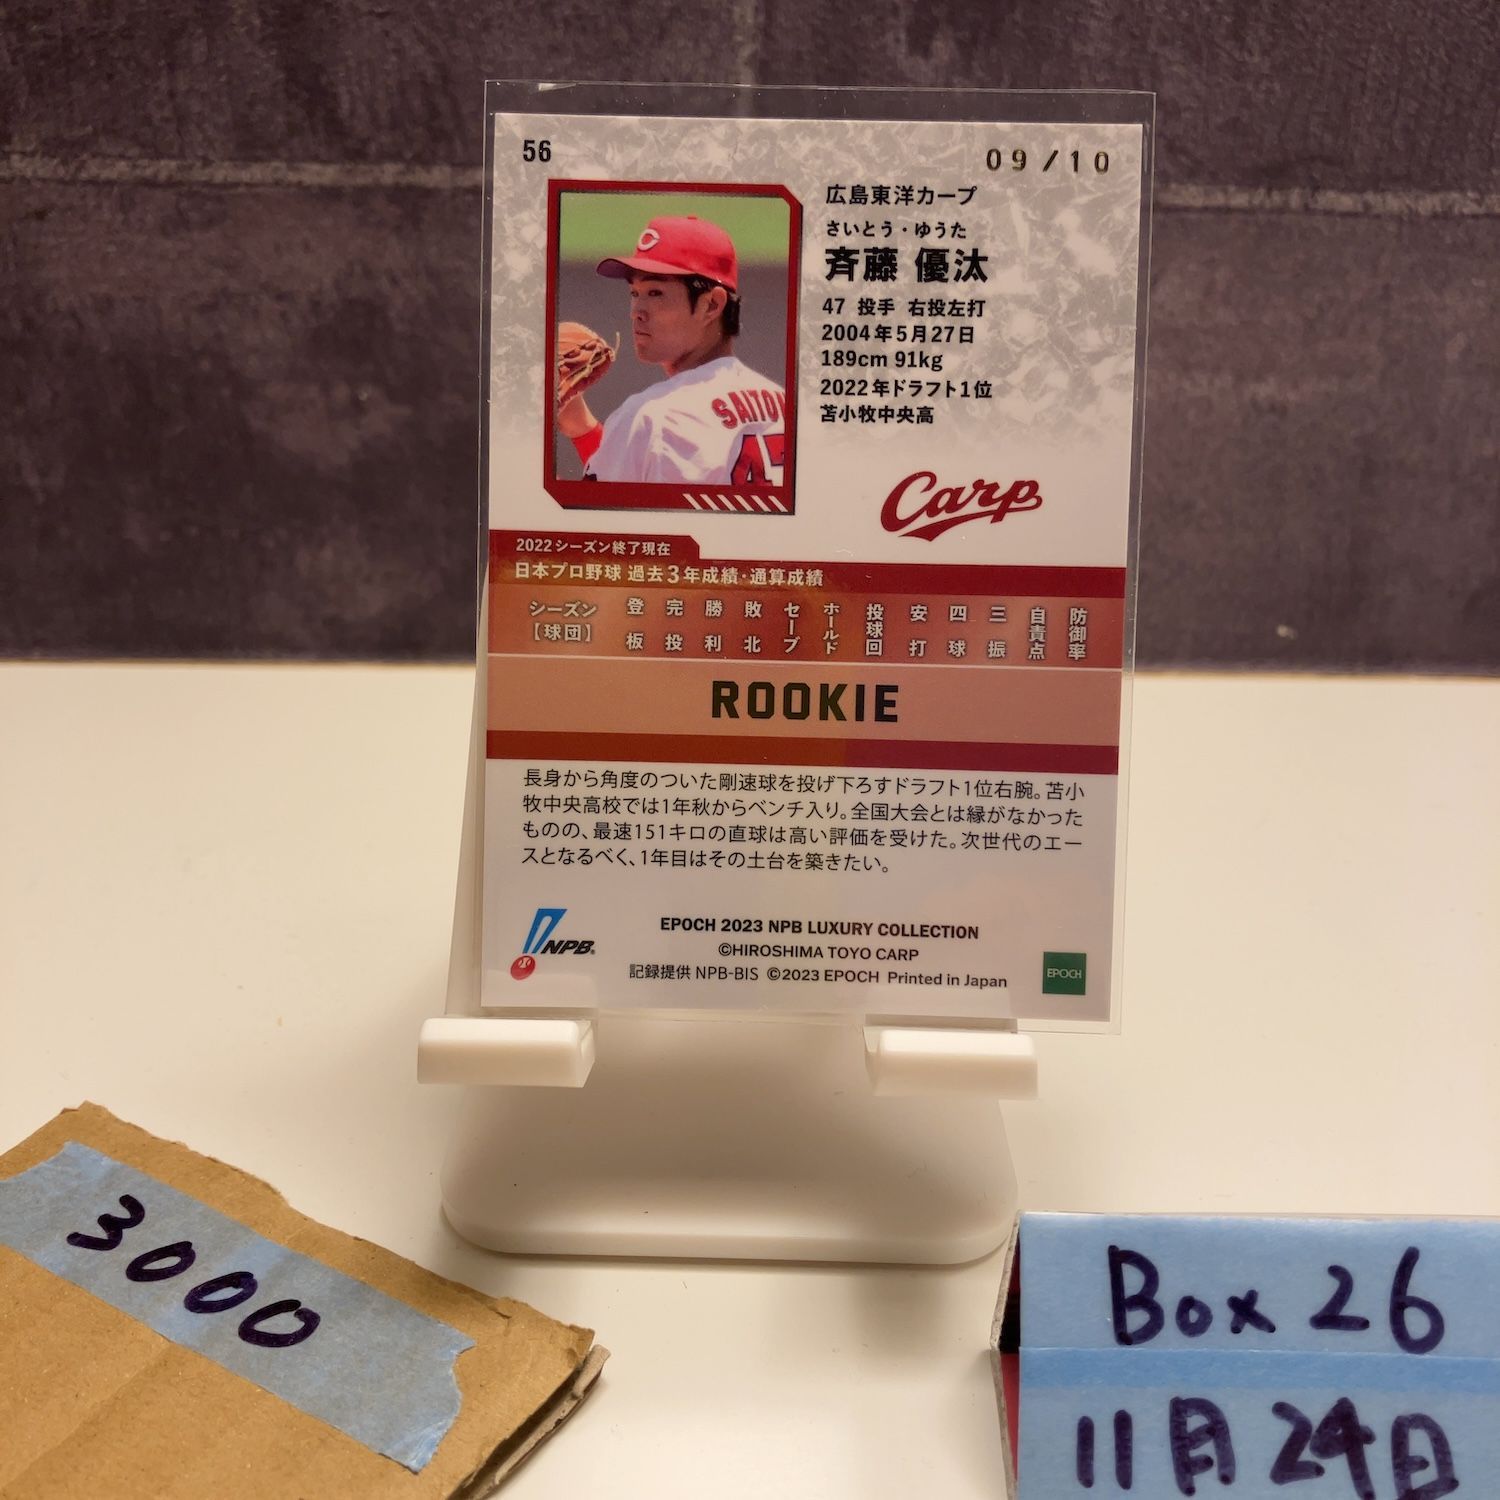 56
09/10
広島東洋カープ
さいとう・ゆうた
斉藤 優汰
47 投手 右投左打
2004年5月27日
189cm 91kg
2022年ドラフト1位
苫小牧中央高
C
SAITO
47
Carp
2022シーズン終了現在
日本プロ野球 過去3年成績・通算成績
シーズン【球団】 登板 完投 勝利 敗北 セーブ ホールド 投球回 安打 四球 三振 自責点 防御率
ROOKIE
長身から角度のついた剛速球を投げ下ろすドラフト1位右腕。苫小
牧中央高校では1年秋からベンチ入り。全国大会とは縁がなかった
ものの、最速151キロの直球は高い評価を受けた。次世代のエー
スとなるべく、1年目はその土台を築きたい。
NPB
EPOCH 2023 NPB LUXURY COLLECTION
©HIROSHIMA TOYO CARP
記録提供 NPB-BIS ©2023 EPOCH Printed in Japan
EPOCH
3000
Box 26
11月24日